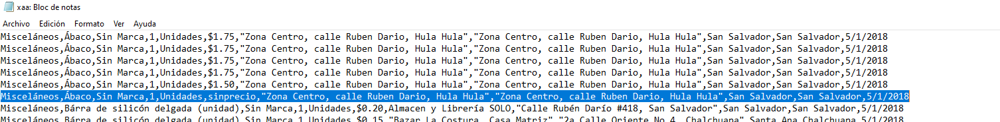 xaa: Bloc de notas
Archivo Edición Formato Ver Ayuda
Misceláneos,Ábaco,Sin Marca,1,Unidades,$1.75,"Zona Centro, calle Ruben Dario, Hula Hula","Zona Centro, calle Ruben Dario, Hula Hula",San Salvador,San Salvador,5/1/2018
Misceláneos,Ábaco,Sin Marca,1,Unidades,$1.75,"Zona Centro, calle Ruben Dario, Hula Hula","Zona Centro, calle Ruben Dario, Hula Hula",San Salvador,San Salvador,5/1/2018
Misceláneos,Ábaco,Sin Marca,1,Unidades,$1.75,"Zona Centro, calle Ruben Dario, Hula Hula","Zona Centro, calle Ruben Dario, Hula Hula",San Salvador,San Salvador,5/1/2018
Misceláneos,Ábaco,Sin Marca,1,Unidades,$1.75,"Zona Centro, calle Ruben Dario, Hula Hula","Zona Centro, calle Ruben Dario, Hula Hula",San Salvador,San Salvador,5/1/2018
Misceláneos,Ábaco,Sin Marca,1,Unidades,$1.50,"Zona Centro, calle Ruben Dario, Hula Hula","Zona Centro, calle Ruben Dario, Hula Hula",San Salvador,San Salvador,5/1/2018
Misceláneos,Ábaco,Sin Marca,1,Unidades,sinprecio,"Zona Centro, calle Ruben Dario, Hula Hula","Zona Centro, calle Ruben Dario, Hula Hula",San Salvador,San Salvador,5/1/2018
Misceláneos,Bárra de silicón delgada (unidad),Sin Marca,1,Unidades,$0.20,Almacen y Librería SOLO,"Calle Rubén Darío #418, San Salvador",San Salvador,San Salvador,5/1/2018
Misceláneos,Bárra de silicón delgada (unidad),Sin Marca,1,Unidades,$0.15,"Bazar La Costura, Casa Matriz","2a Calle Oriente No.4, Chalchuapa",Santa Ana,Chalchuapa,5/1/2018